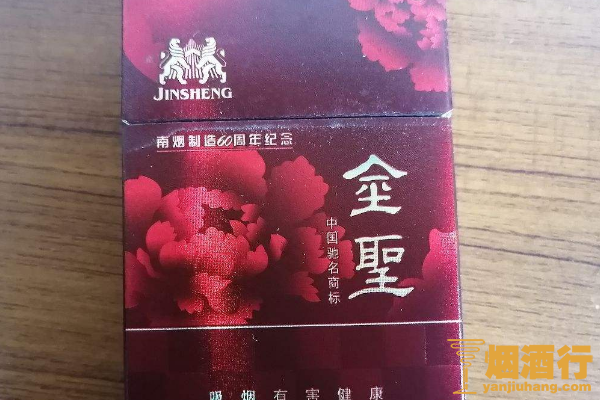 JINSHENG
南烟制造60周年纪念
金聖
中国驰名商标
吸烟有害健康
烟酒行
yanjiuhang.com